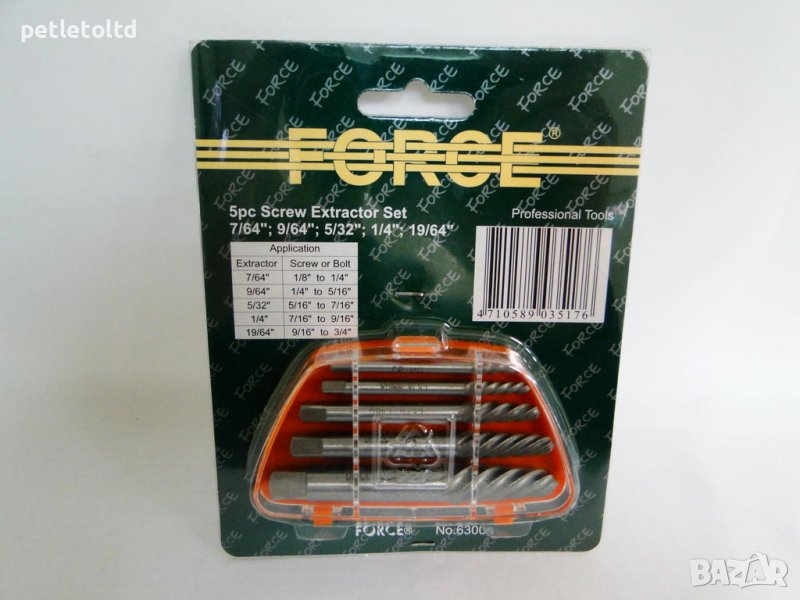 petletoltd
FORCE®
5pc Screw Extractor Set
7/64"; 9/64"; 5/32"; 1/4"; 19/64"
Professional Tools
Application
Extractor Screw or Bolt
7/64" 1/8" to 1/4"
9/64" 1/4" to 5/16"
5/32" 5/16" to 7/16"
1/4" 7/16" to 9/16"
19/64" 9/16" to 3/4"
4 710589 035176
FORCE® No.
BAZAR